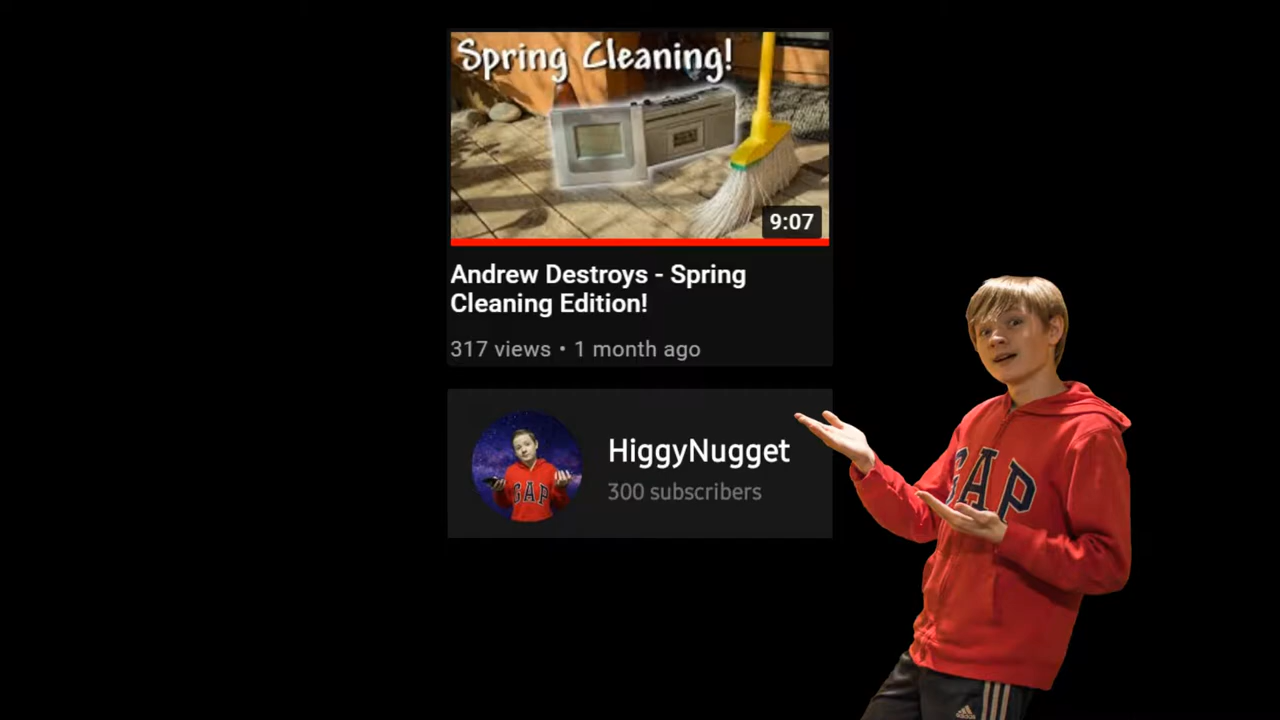 Spring Cleaning!
9:07
Andrew Destroys - Spring
Cleaning Edition!
317 views • 1 month ago
HiggyNugget
300 subscribers
GAP
GAP